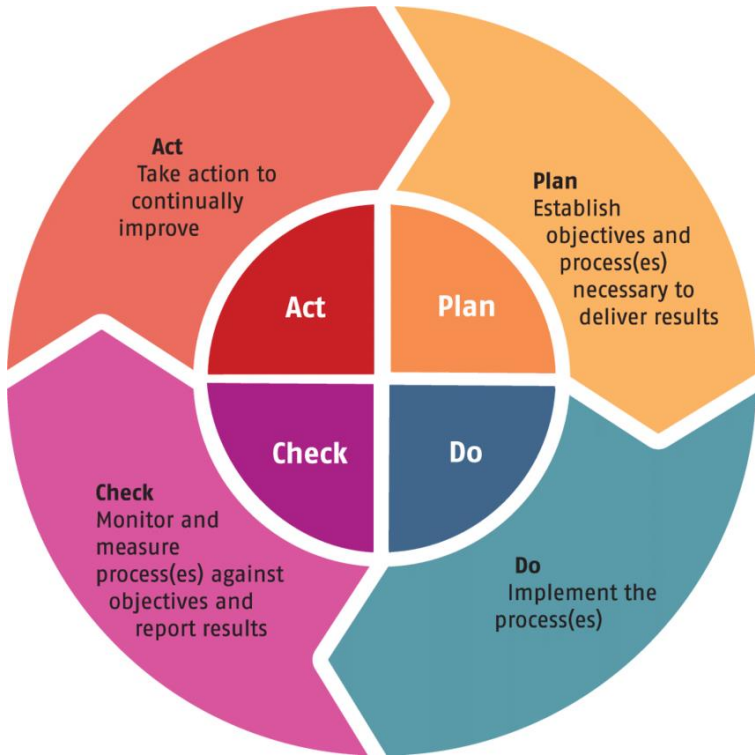 Act
Take action to
continually
improve
Plan
Establish
objectives and
process(es)
necessary to
deliver results
Act
Plan
Check
Do
Check
Monitor and
measure
process(es) against
objectives and
report results
Do
Implement the
process(es)